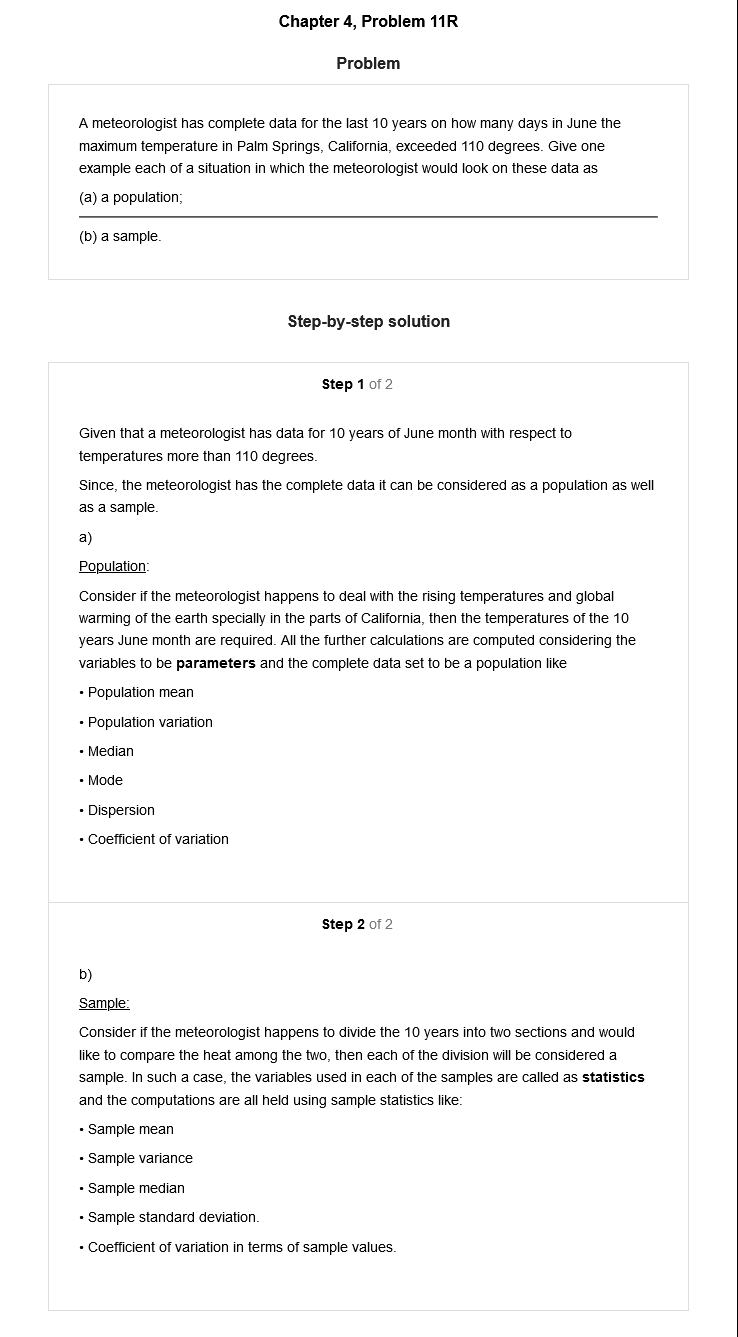 Chapter 4, Problem 11R
Problem
A meteorologist has complete data for the last 10 years on how many days in June the
maximum temperature in Palm Springs, California, exceeded 110 degrees. Give one
example each of a situation in which the meteorologist would look on these data as
(a) a population;
(b) a sample.
Step-by-step solution
Step 1 of 2
Given that a meteorologist has data for 10 years of June month with respect to
temperatures more than 110 degrees.
Since, the meteorologist has the complete data it can be considered as a population as well
as a sample.
a)
Population:
Consider if the meteorologist happens to deal with the rising temperatures and global
warming of the earth specially in the parts of California, then the temperatures of the 10
years June month are required. All the further calculations are computed considering the
variables to be parameters and the complete data set to be a population like
• Population mean
• Population variation
• Median
• Mode
• Dispersion
• Coefficient of variation
Step 2 of 2
b)
Sample:
Consider if the meteorologist happens to divide the 10 years into two sections and would
like to compare the heat among the two, then each of the division will be considered a
sample. In such a case, the variables used in each of the samples are called as statistics
and the computations are all held using sample statistics like:
• Sample mean
• Sample variance
• Sample median
• Sample standard deviation.
• Coefficient of variation in terms of sample values.